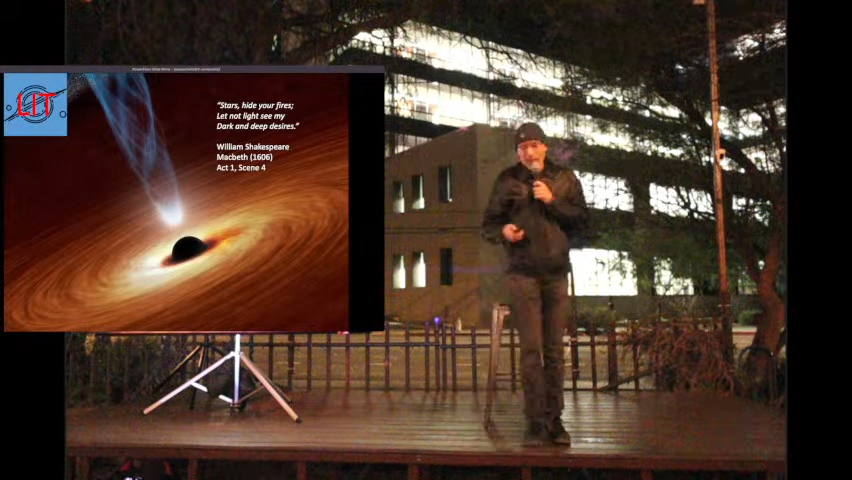 LIT
“Stars, hide your fires;
Let not light see my
Dark and deep desires.”
William Shakespeare
Macbeth (1606)
Act 1, Scene 4